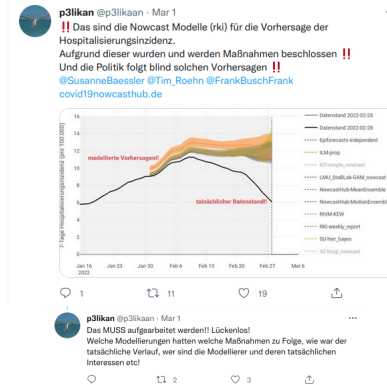 p3likan @p3likaan · Mar 1
!! Das sind die Nowcast Modelle (rki) für die Vorhersage der
Hospitalisierungsinzidenz.
Aufgrund dieser wurden und werden Maßnahmen beschlossen !!
Und die Politik folgt blind solchen Vorhersagen !!
@SusanneBaessler @Tim_Roehn @FrankBuschFrank
covid19nowcasthub.de
7-Tage Hospitalisierungsinzidenz (pro 100.000)
16
14
12
10
8
6
4
2
0
modellierte Vorhersagen!!
tatsächlicher Datenstand!!
Jan 16
2022
Jan 23
Jan 30
Feb 6
Feb 13
Feb 20
Feb 27
Mar 6
Datenstand 2022-02-28
Datenstand 2022-02-28
Epiforecasts-independent
ILM-prop
KIT-simple_nowcast
LMU_StaBLab-GAM_nowcast
NowcastHub-MeanEnsemble
NowcastHub-MedianEnsemble
RIVM-KEW
RKI-weekly_report
SU-hier_bayes
SZ-hosp_nowcast
1
11
19
p3likan @p3likaan · Mar 1
Das MUSS aufgearbeitet werden!! Lückenlos!
Welche Modellierungen hatten welche Maßnahmen zu Folge, wie war der
tatsächliche Verlauf, wer sind die Modellierer und deren tatsächlichen
Interessen etc!
2
3